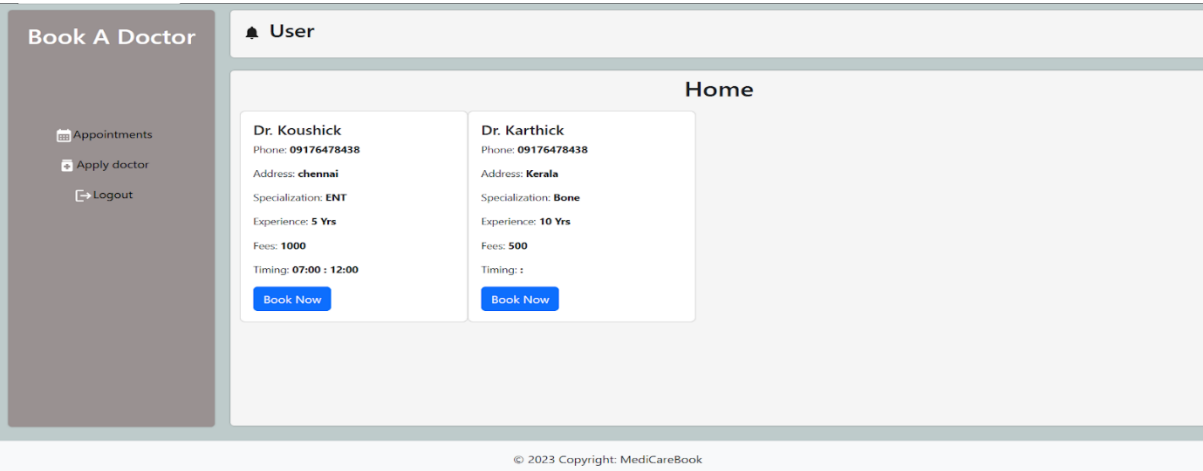 Book A Doctor
Appointments
Apply doctor
Logout
User
Home
Dr. Koushick
Phone: 09176478438
Address: chennai
Specialization: ENT
Experience: 5 Yrs
Fees: 1000
Timing: 07:00 : 12:00
Book Now
Dr. Karthick
Phone: 09176478438
Address: Kerala
Specialization: Bone
Experience: 10 Yrs
Fees: 500
Timing: :
Book Now
© 2023 Copyright: MediCareBook